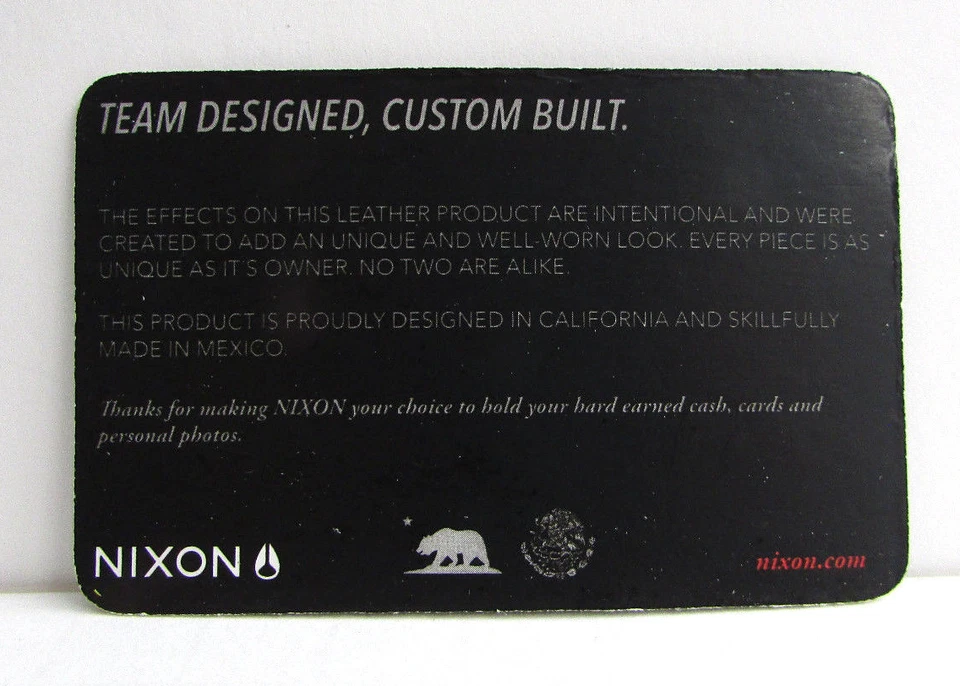 TEAM DESIGNED, CUSTOM BUILT.
THE EFFECTS ON THIS LEATHER PRODUCT ARE INTENTIONAL AND WERE
CREATED TO ADD AN UNIQUE AND WELL-WORN LOOK. EVERY PIECE IS AS
UNIQUE AS IT'S OWNER. NO TWO ARE ALIKE.
THIS PRODUCT IS PROUDLY DESIGNED IN CALIFORNIA AND SKILLFULLY
MADE IN MEXICO.
Thanks for making NIXON your choice to hold your hard earned cash, cards and
personal photos.
NIXON
nixon.com